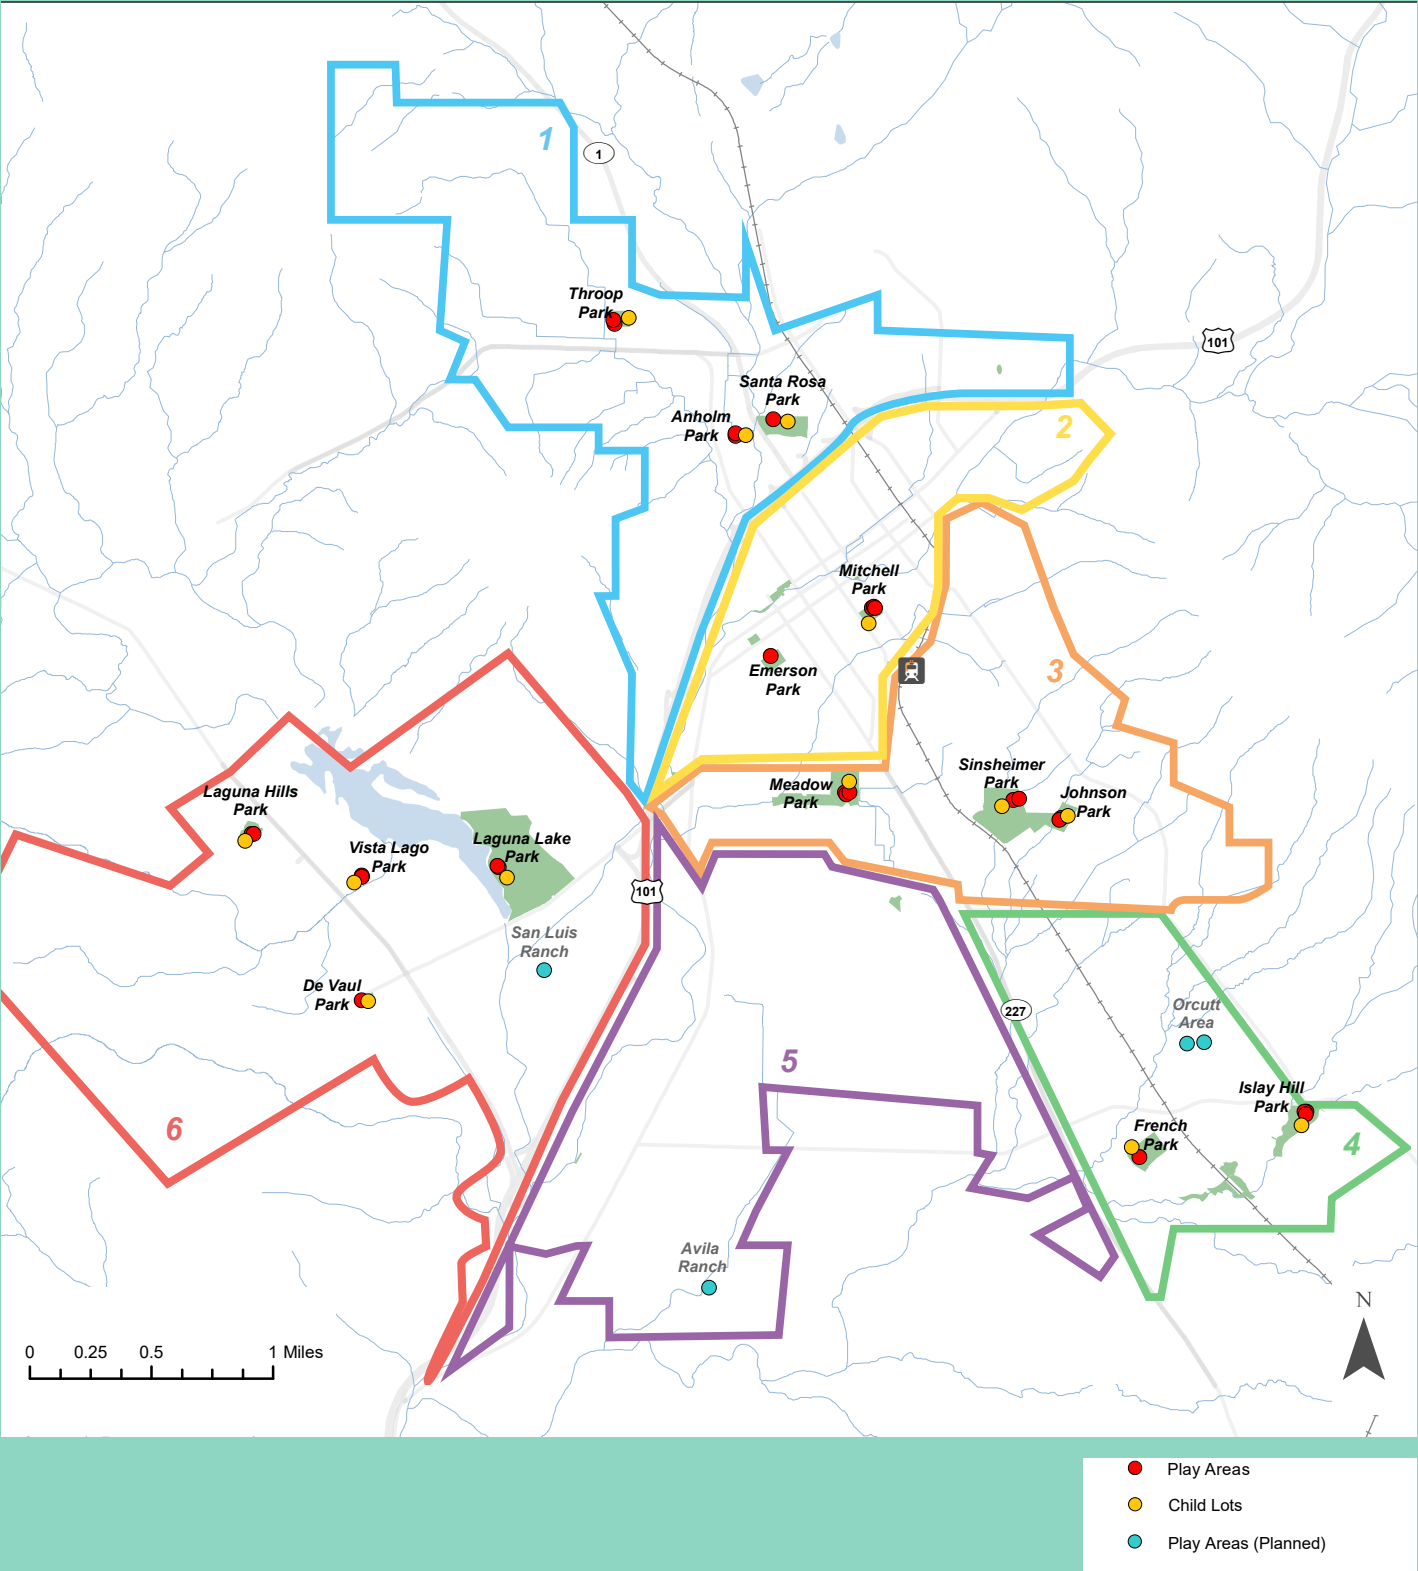 1
1
Throop
Park
101
Santa Rosa
Park
Anholm
Park
2
Mitchell
Park
Emerson
Park
3
Sinsheimer
Park
Meadow
Park
Johnson
Park
Laguna Hills
Park
Vista Lago
Park
Laguna Lake
Park
101
San Luis
Ranch
De Vaul
Park
227
Orcutt
Area
5
Islay Hill
Park
French
Park
4
6
Avila
Ranch
N
0 0.25 0.5 1 Miles
Play Areas
Child Lots
Play Areas (Planned)